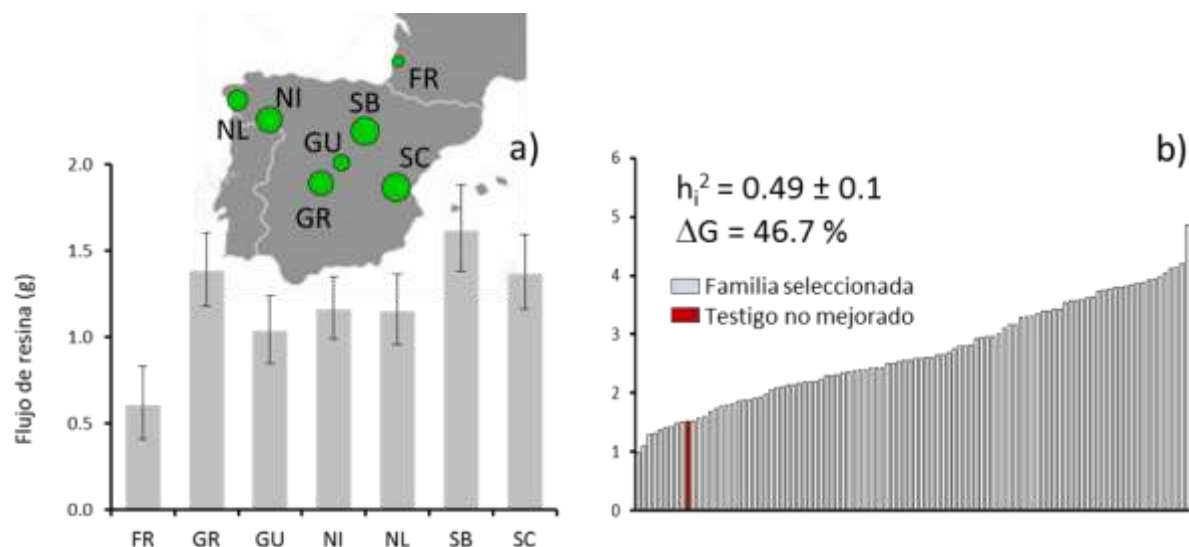 FR
NI
NL
SB
GU
SC
GR
a)
Flujo de resina (g)
2.0
1.5
1.0
0.5
0.0
FR GR GU NI NL SB SC
b)
6
5
4
3
2
1
0
hᵢ² = 0.49 ± 0.1
ΔG = 46.7 %
Familia seleccionada
Testigo no mejorado